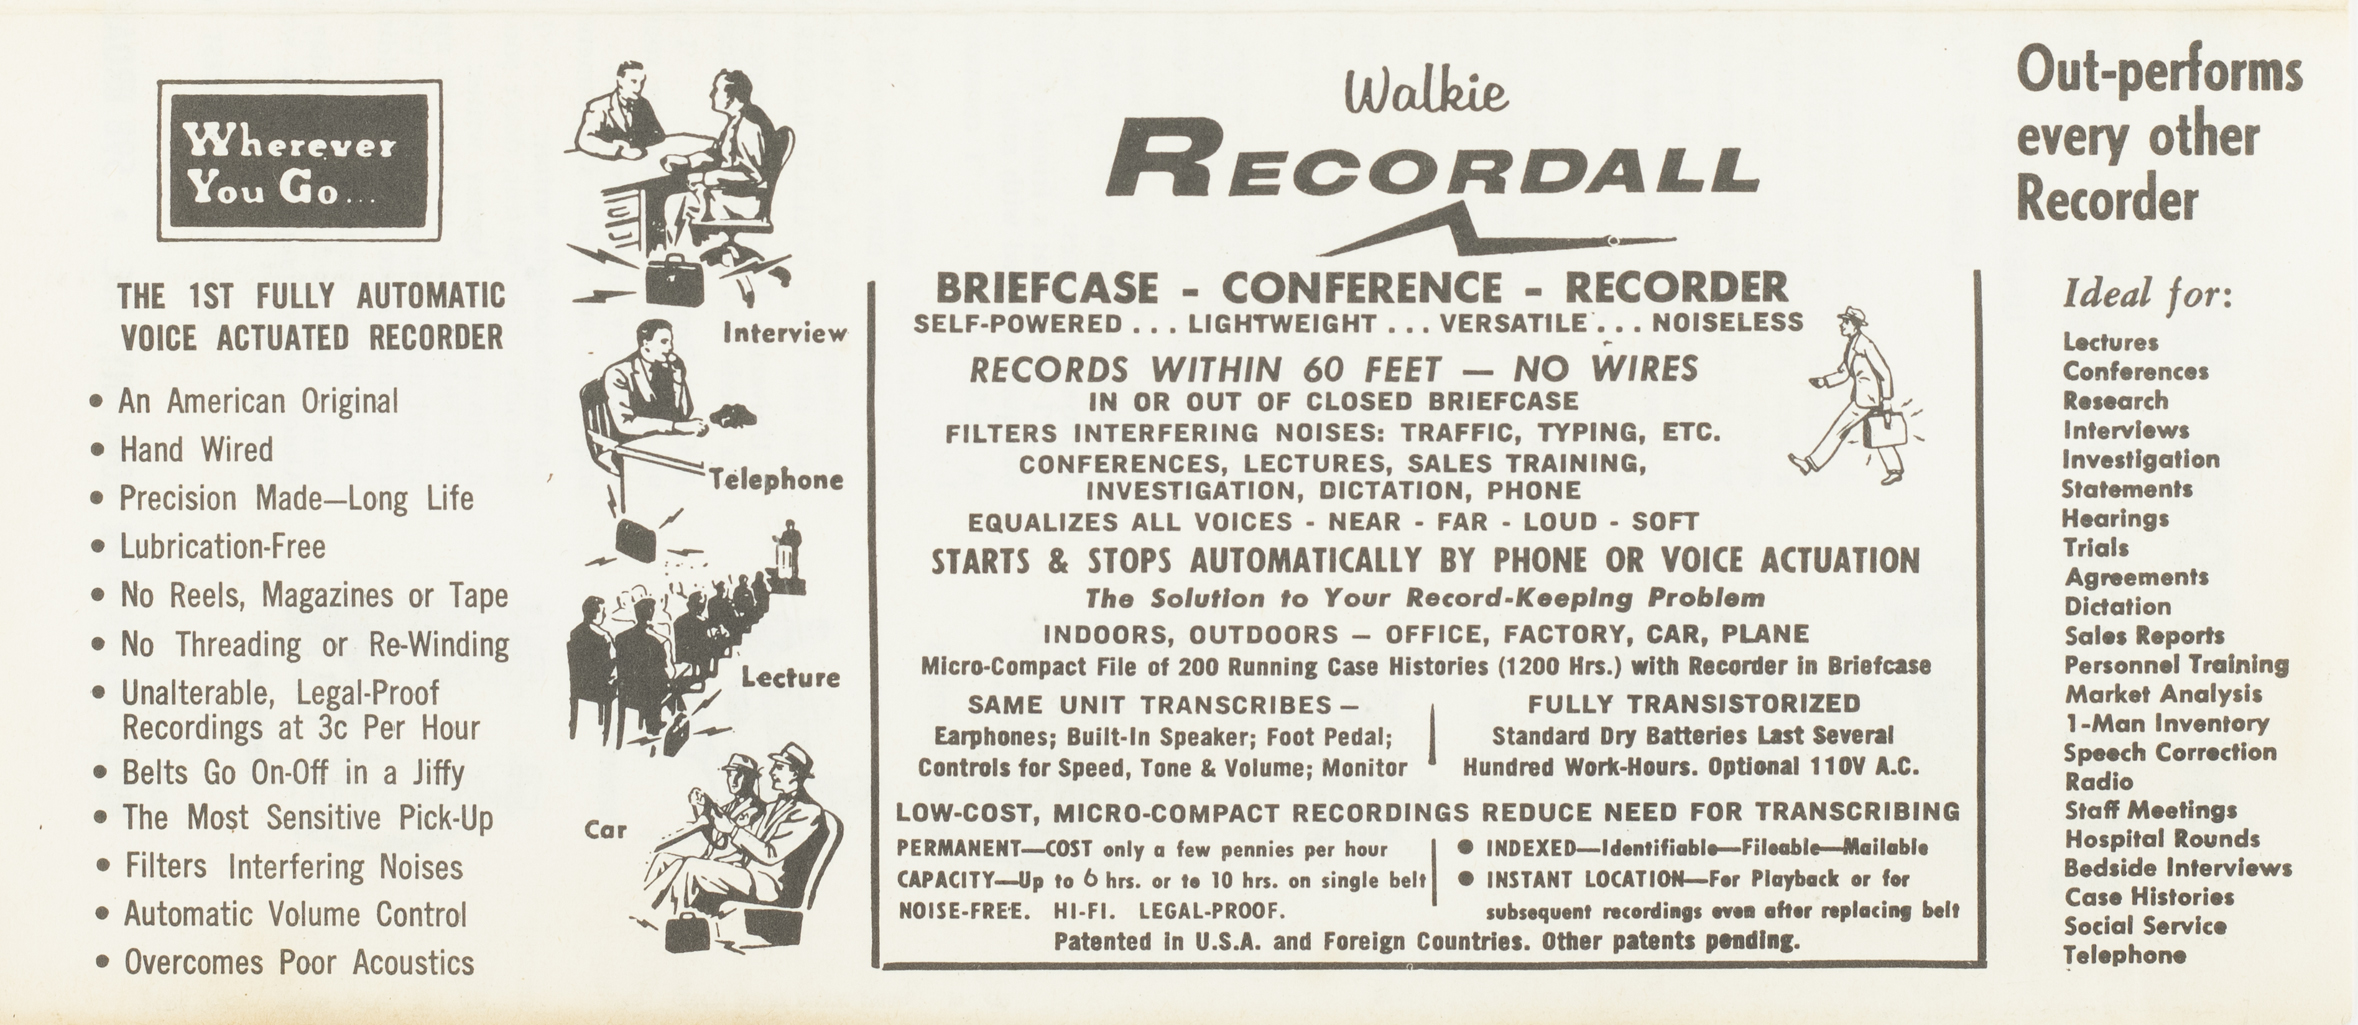 Wherever
You Go...
THE 1ST FULLY AUTOMATIC
VOICE ACTUATED RECORDER
• An American Original
• Hand Wired
• Precision Made—Long Life
• Lubrication-Free
• No Reels, Magazines or Tape
• No Threading or Re-Winding
• Unalterable, Legal-Proof
Recordings at 3c Per Hour
• Belts Go On-Off in a Jiffy
• The Most Sensitive Pick-Up
• Filters Interfering Noises
• Automatic Volume Control
• Overcomes Poor Acoustics
Interview
Telephone
Lecture
Car
Walkie
RECORDALL
BRIEFCASE - CONFERENCE - RECORDER
SELF-POWERED ... LIGHTWEIGHT ... VERSATILE ... NOISELESS
RECORDS WITHIN 60 FEET — NO WIRES
IN OR OUT OF CLOSED BRIEFCASE
FILTERS INTERFERING NOISES: TRAFFIC, TYPING, ETC.
CONFERENCES, LECTURES, SALES TRAINING,
INVESTIGATION, DICTATION, PHONE
EQUALIZES ALL VOICES - NEAR - FAR - LOUD - SOFT
STARTS & STOPS AUTOMATICALLY BY PHONE OR VOICE ACTUATION
The Solution to Your Record-Keeping Problem
INDOORS, OUTDOORS — OFFICE, FACTORY, CAR, PLANE
Micro-Compact File of 200 Running Case Histories (1200 Hrs.) with Recorder in Briefcase
SAME UNIT TRANSCRIBES —
Earphones; Built-In Speaker; Foot Pedal;
Controls for Speed, Tone & Volume; Monitor
FULLY TRANSISTORIZED
Standard Dry Batteries Last Several
Hundred Work-Hours. Optional 110V A.C.
LOW-COST, MICRO-COMPACT RECORDINGS REDUCE NEED FOR TRANSCRIBING
PERMANENT—COST only a few pennies per hour
CAPACITY—Up to 6 hrs. or to 10 hrs. on single belt
NOISE-FREE. HI-FI. LEGAL-PROOF.
• INDEXED—Identifiable—Fileable—Mailable
• INSTANT LOCATION—For Playback or for
subsequent recordings even after replacing belt
Patented in U.S.A. and Foreign Countries. Other patents pending.
Out-performs
every other
Recorder
Ideal for:
Lectures
Conferences
Research
Interviews
Investigation
Statements
Hearings
Trials
Agreements
Dictation
Sales Reports
Personnel Training
Market Analysis
1-Man Inventory
Speech Correction
Radio
Staff Meetings
Hospital Rounds
Bedside Interviews
Case Histories
Social Service
Telephone